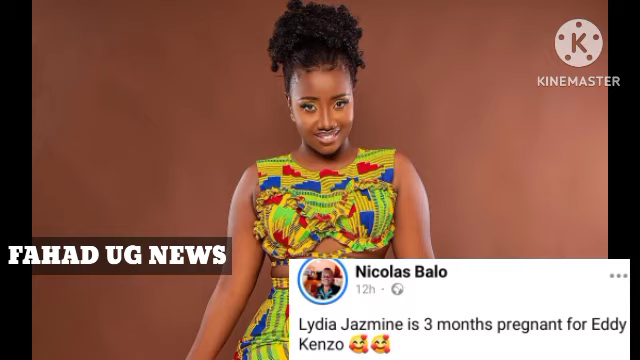 KINEMASTER
FAHAD UG NEWS
Nicolas Balo
12h
Lydia Jazmine is 3 months pregnant for Eddy
Kenzo 🥰🥰